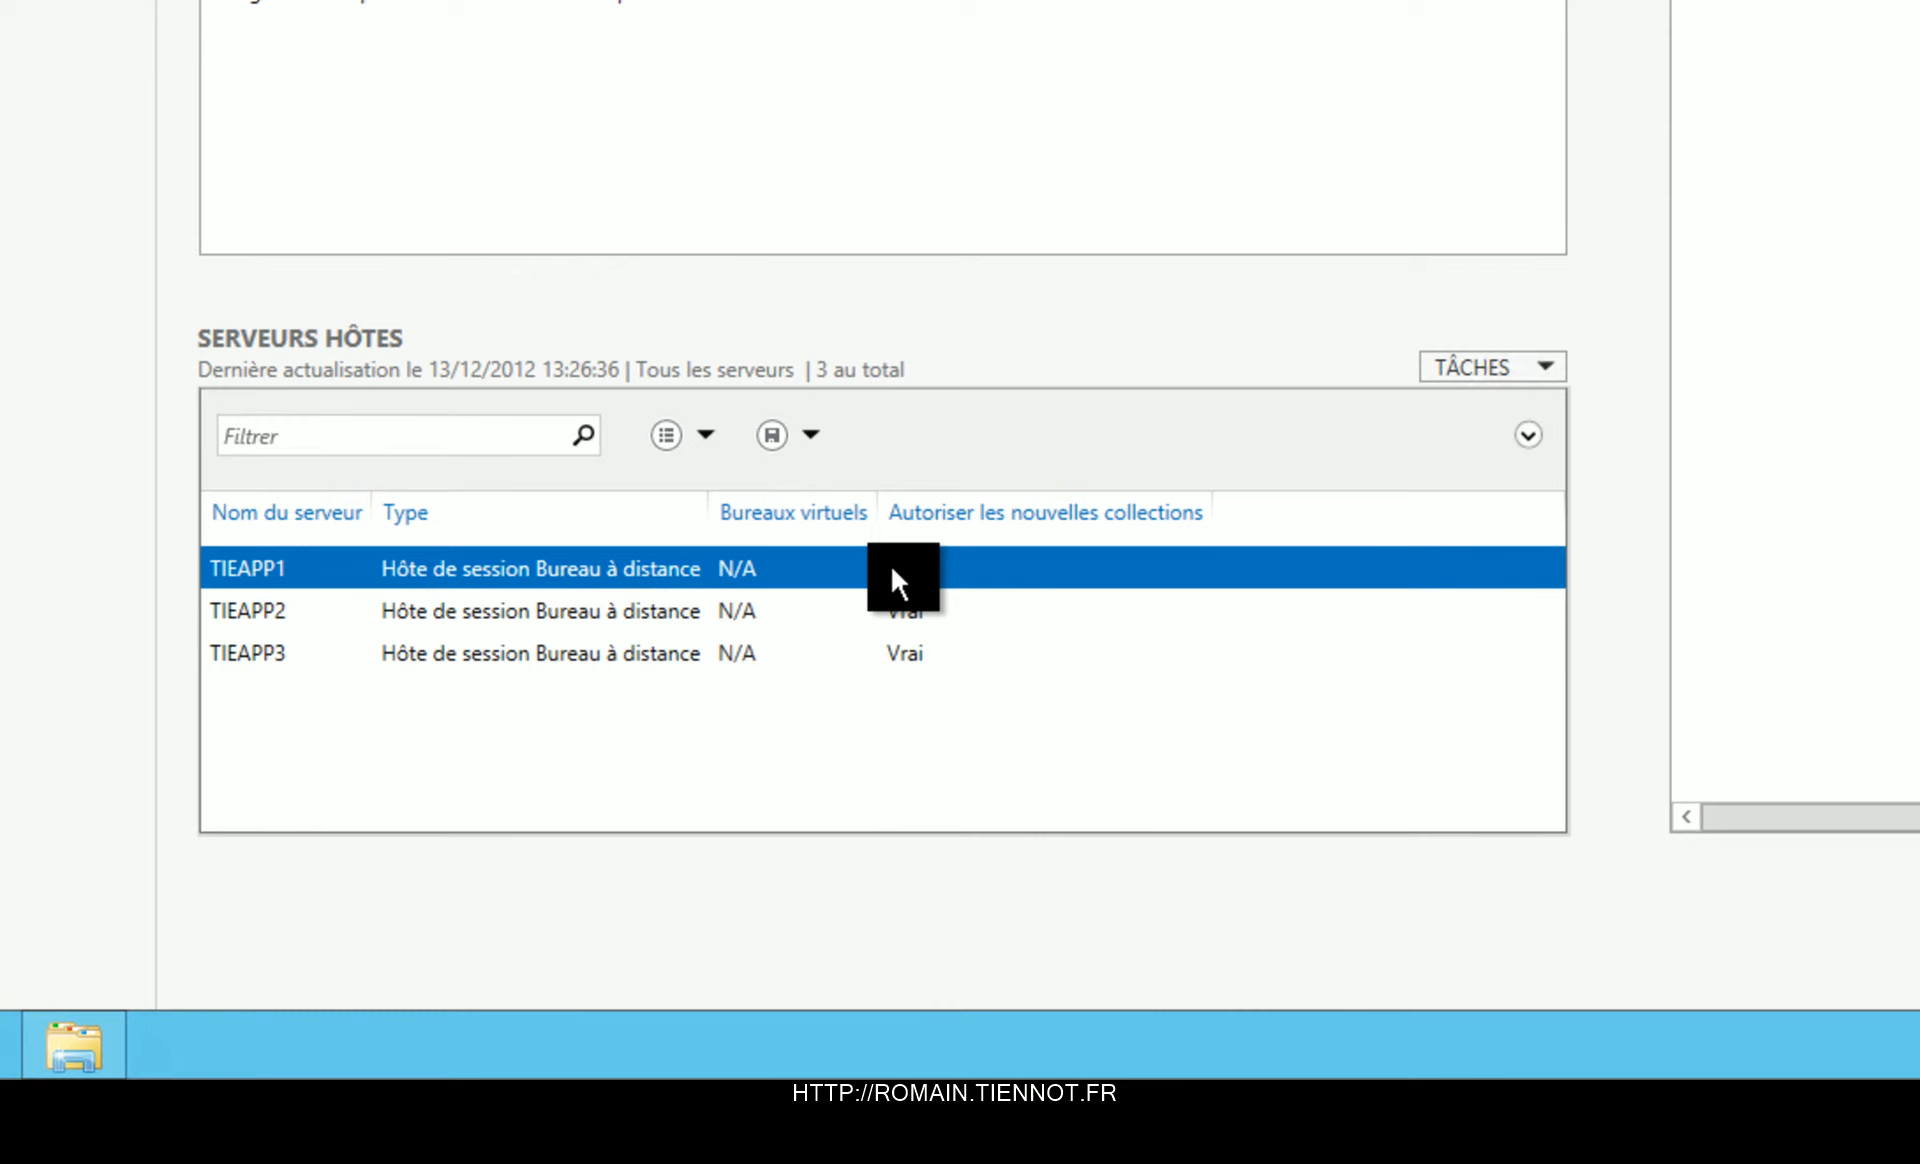 SERVEURS HÔTES
Dernière actualisation le 13/12/2012 13:26:36 | Tous les serveurs | 3 au total
TÂCHES
Filtrer
Nom du serveur Type Bureaux virtuels Autoriser les nouvelles collections
TIEAPP1 Hôte de session Bureau à distance N/A
TIEAPP2 Hôte de session Bureau à distance N/A Vrai
TIEAPP3 Hôte de session Bureau à distance N/A Vrai
HTTP://ROMAIN.TIENNOT.FR